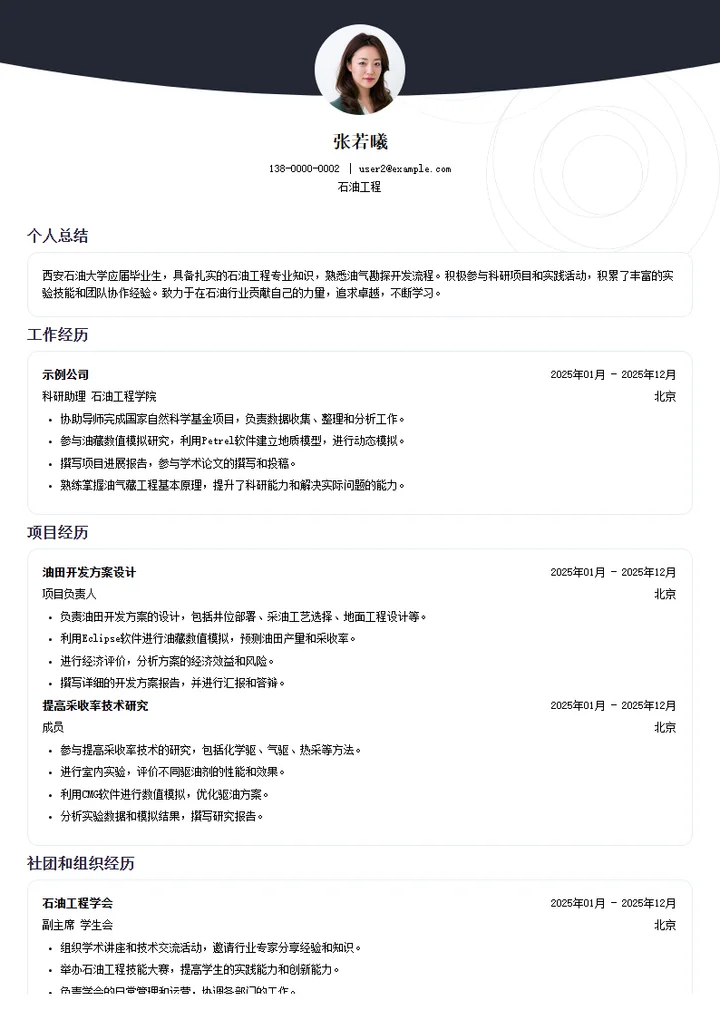 张若曦
138-0000-0002 | user2@example.com
石油工程
个人总结
西安石油大学应届毕业生，具备扎实的石油工程专业知识，熟悉油气勘探开发流程。积极参与科研项目和实践活动，积累了丰富的实
验技能和团队协作经验。致力于在石油行业贡献自己的力量，追求卓越，不断学习。
工作经历
示例公司 2025年01月 - 2025年12月
科研助理 石油工程学院 北京
• 协助导师完成国家自然科学基金项目，负责数据收集、整理和分析工作。
• 参与油藏数值模拟研究，利用Petrel软件建立地质模型，进行动态模拟。
• 撰写项目进展报告，参与学术论文的撰写和投稿。
• 熟练掌握油气藏工程基本原理，提升了科研能力和解决实际问题的能力。
项目经历
油田开发方案设计 2025年01月 - 2025年12月
项目负责人 北京
• 负责油田开发方案的设计，包括井位部署、采油工艺选择、地面工程设计等。
• 利用Eclipse软件进行油藏数值模拟，预测油田产量和采收率。
• 进行经济评价，分析方案的经济效益和风险。
• 撰写详细的开发方案报告，并进行汇报和答辩。
提高采收率技术研究 2025年01月 - 2025年12月
成员 北京
• 参与提高采收率技术的研究，包括化学驱、气驱、热采等方法。
• 进行室内实验，评价不同驱油剂的性能和效果。
• 利用CMG软件进行数值模拟，优化驱油方案。
• 分析实验数据和模拟结果，撰写研究报告。
社团和组织经历
石油工程学会 2025年01月 - 2025年12月
副主席 学生会 北京
• 组织学术讲座和技术交流活动，邀请行业专家分享经验和知识。
• 举办石油工程技能大赛，提高学生的实践能力和创新能力。
• 负责学会的日常管理和运营，协调各部门的工作。